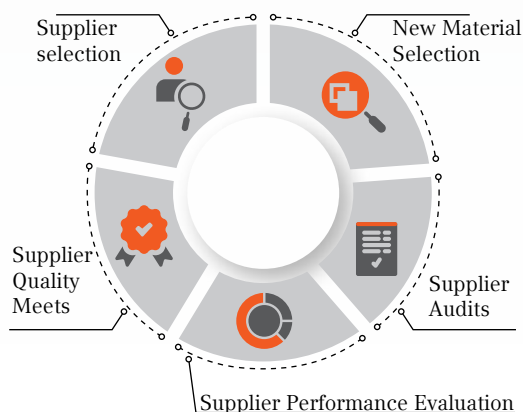 Supplier
selection
New Material
Selection
Supplier
Quality
Meets
Supplier
Audits
Supplier Performance Evaluation